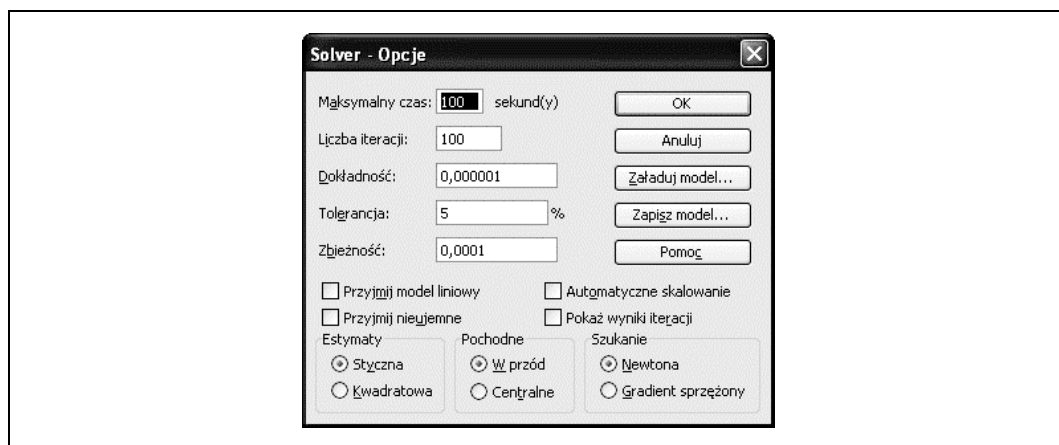 Solver - Opcje
Maksymalny czas: 100 sekund(y) OK
Liczba iteracji: 100 Anuluj
Dokładność: 0,000001 Załaduj model...
Tolerancja: 5 % Zapisz model...
Zbieżność: 0,0001 Pomoc
Przyjmij model liniowy Automatyczne skalowanie
Przyjmij nieujemne Pokaż wyniki iteracji
Estymaty Pochodne Szukanie
Styczna W przód Newtona
Kwadratowa Centralne Gradient sprzężony